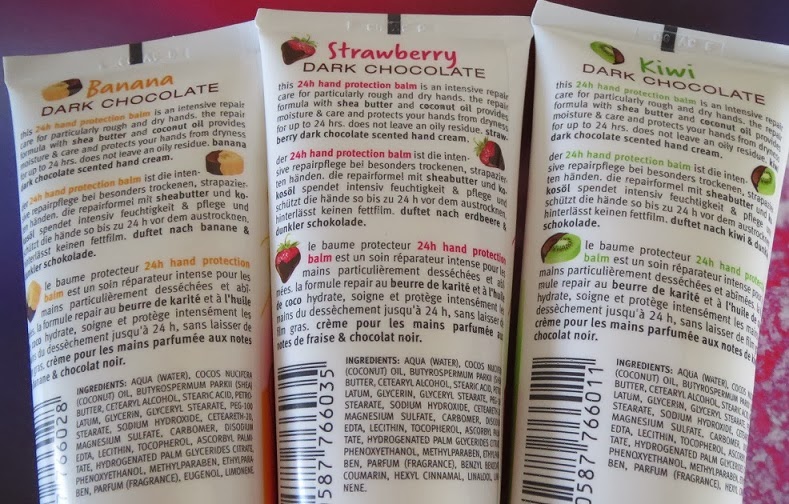 Banana
DARK CHOCOLATE
this 24h hand protection balm is an intensive repair
care for particularly rough and dry hands. the repair
formula with shea butter and coconut oil provides
moisture & care and protects your hands from dryness
for up to 24 hrs. does not leave an oily residue. banana
dark chocolate scented hand cream.
der 24h hand protection balm ist die inten-
sive repairpflege bei besonders trockenen, strapazier-
ten händen. die repairformel mit sheabutter und ko-
kosöl spendet intensiv feuchtigkeit & pflege und
schützt die hände so bis zu 24 h vor dem austrocknen.
hinterlässt keinen fettfilm. duftet nach banane &
dunkler schokolade.
le baume protecteur 24h hand protection
balm est un soin réparateur intense pour les
mains particulièrement desséchées et abî-
mées. la formule repair au beurre de karité et à l'huile
de coco hydrate, soigne et protège intensément les
mains du dessèchement jusqu'à 24 h, sans laisser de
film gras. crème pour les mains parfumée aux notes
de banane & chocolat noir.
INGREDIENTS: AQUA (WATER), COCOS NUCIFERA
(COCONUT) OIL, BUTYROSPERMUM PARKII (SHEA)
BUTTER, CETEARYL ALCOHOL, STEARIC ACID, PETRO-
LATUM, GLYCERIN, GLYCERYL STEARATE, PEG-100
STEARATE, SODIUM HYDROXIDE, CETEARETH-20,
MAGNESIUM SULFATE, CARBOMER, DISODIUM
EDTA, LECITHIN, TOCOPHEROL, ASCORBYL PALMI-
TATE, HYDROGENATED PALM GLYCERIDES CITRATE,
PHENOXYETHANOL, METHYLPARABEN, ETHYLPARA-
BEN, PARFUM (FRAGRANCE), EUGENOL, LIMONENE.
66028
Strawberry
DARK CHOCOLATE
this 24h hand protection balm is an intensive repair
care for particularly rough and dry hands. the repair
formula with shea butter and coconut oil provides
moisture & care and protects your hands from dryness
for up to 24 hrs. does not leave an oily residue. straw-
berry dark chocolate scented hand cream.
der 24h hand protection balm ist die inten-
sive repairpflege bei besonders trockenen, strapazier-
ten händen. die repairformel mit sheabutter und ko-
kosöl spendet intensiv feuchtigkeit & pflege und
schützt die hände so bis zu 24 h vor dem austrocknen.
hinterlässt keinen fettfilm. duftet nach erdbeere &
dunkler schokolade.
le baume protecteur 24h hand protection
balm est un soin réparateur intense pour les
mains particulièrement desséchées et abî-
mées. la formule repair au beurre de karité et à l'huile
de coco hydrate, soigne et protège intensément les
mains du dessèchement jusqu'à 24 h, sans laisser de
film gras. crème pour les mains parfumée aux
notes de fraise & chocolat noir.
INGREDIENTS: AQUA (WATER), COCOS NUCIFERA
(COCONUT) OIL, BUTYROSPERMUM PARKII (SHEA)
BUTTER, CETEARYL ALCOHOL, STEARIC ACID, PETRO-
LATUM, GLYCERIN, GLYCERYL STEARATE, PEG-100
STEARATE, SODIUM HYDROXIDE, CETEARETH-20,
MAGNESIUM SULFATE, CARBOMER, DISODIUM
EDTA, LECITHIN, TOCOPHEROL, ASCORBYL PALMI-
TATE, HYDROGENATED PALM GLYCERIDES CITRATE,
PHENOXYETHANOL, METHYLPARABEN, ETHYLPARA-
BEN, PARFUM (FRAGRANCE), BENZYL BENZOATE,
COUMARIN, HEXYL CINNAMAL, LINALOOL, LIMO-
NENE.
0587 766035
Kiwi
DARK CHOCOLATE
this 24h hand protection balm is an intensive repair
care for particularly rough and dry hands. the repair
formula with shea butter and coconut oil provides
moisture & care and protects your hands from dryness
for up to 24 hrs. does not leave an oily residue. kiwi
dark chocolate scented hand cream.
der 24h hand protection balm ist die inten-
sive repairpflege bei besonders trockenen, strapazier-
ten händen. die repairformel mit sheabutter und ko-
kosöl spendet intensiv feuchtigkeit & pflege und
schützt die hände so bis zu 24 h vor dem austrocknen.
hinterlässt keinen fettfilm. duftet nach kiwi & dunkler
schokolade.
le baume protecteur 24h hand protection
balm est un soin réparateur intense pour les
mains particulièrement desséchées et abîmées. la for-
mule repair au beurre de karité et à l'huile de coco
hydrate, soigne et protège intensément les mains du
dessèchement jusqu'à 24 h, sans laisser de film gras.
crème pour les mains parfumée aux notes de kiwi
& chocolat noir.
INGREDIENTS: AQUA (WATER), COCOS
(COCONUT) OIL, BUTYROSPERMUM PARKII
BUTTER, CETEARYL ALCOHOL, STEARIC ACID,
LATUM, GLYCERIN, GLYCERYL STEARATE,
STEARATE, SODIUM HYDROXIDE, CETEARETH
MAGNESIUM SULFATE, CARBOMER,
EDTA, LECITHIN, TOCOPHEROL, ASCORBYL
TATE, HYDROGENATED PALM GLYCERIDES
PHENOXYETHANOL, METHYLPARABEN,
BEN, PARFUM (FRAGRANCE), LINALOOL.
0587 766011